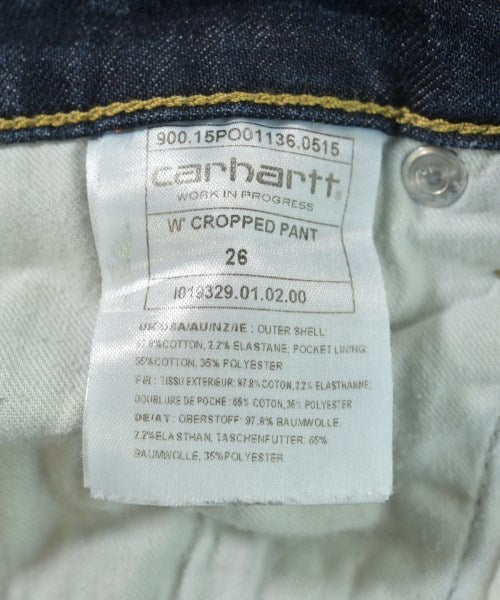 900.15PO01136.0515
carhartt®
WORK IN PROGRESS
W' CROPPED PANT
26
I019329.01.02.00
UK/USA/AU/NZ/IE : OUTER SHELL:
97.8%COTTON, 2.2% ELASTANE, POCKET LINING:
65%COTTON, 35% POLYESTER
FR : TISSU EXTERIEUR: 97.8% COTON, 2.2% ELASTHANNE;
DOUBLURE DE POCHE : 65% COTON, 35% POLYESTER
DE/AT : OBERSTOFF: 97.8% BAUMWOLLE,
2.2%ELASTHAN, TASCHENFUTTER: 65%
BAUMWOLLE, 35%POLYESTER